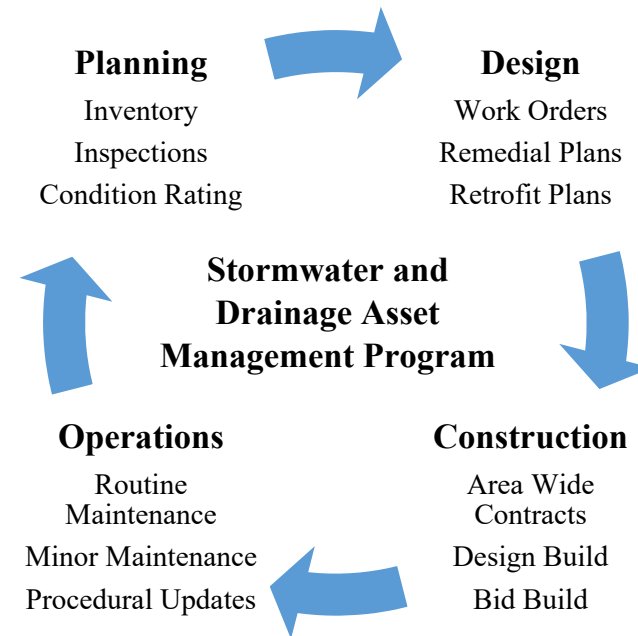 Planning
Inventory
Inspections
Condition Rating
Design
Work Orders
Remedial Plans
Retrofit Plans
Stormwater and
Drainage Asset
Management Program
Operations
Routine
Maintenance
Minor Maintenance
Procedural Updates
Construction
Area Wide
Contracts
Design Build
Bid Build